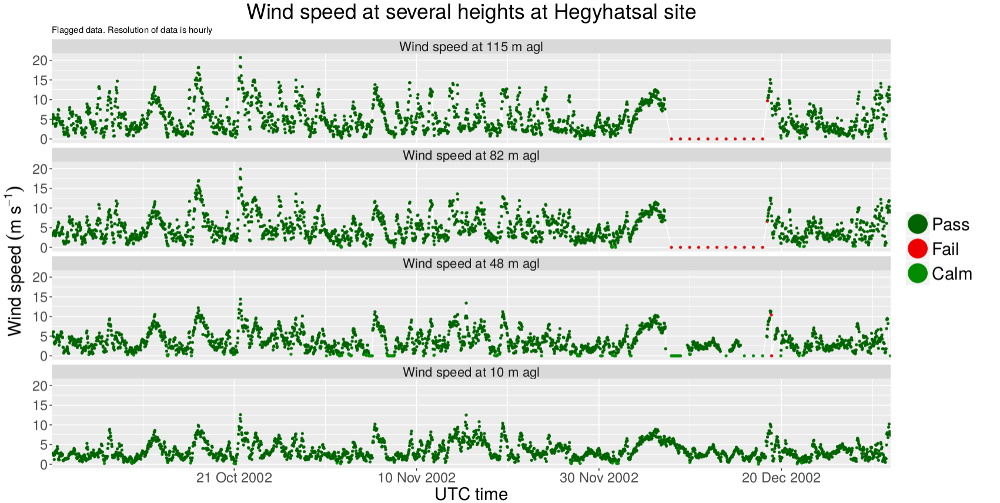 Wind speed at several heights at Hegyhatsal site
Flagged data. Resolution of data is hourly
Wind speed at 115 m agl
20
15
10
5
0
Wind speed at 82 m agl
20
15
10
5
0
Wind speed at 48 m agl
20
15
10
5
0
Wind speed at 10 m agl
20
15
10
5
0
Wind speed (m s⁻¹)
21 Oct 2002 10 Nov 2002 30 Nov 2002 20 Dec 2002
UTC time
Pass
Fail
Calm